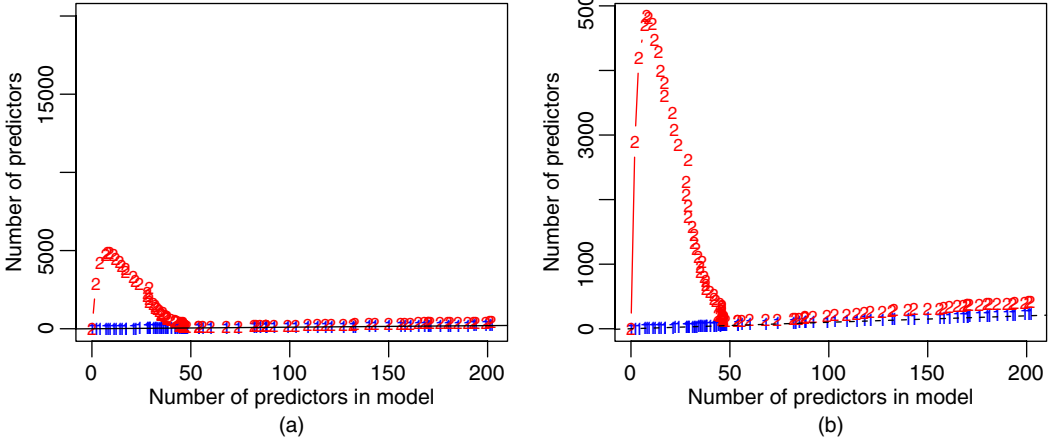 Number of predictors
0 5000 15000
0 50 100 150 200
Number of predictors in model
(a)
Number of predictors
0 1000 3000 5000
0 50 100 150 200
Number of predictors in model
(b)